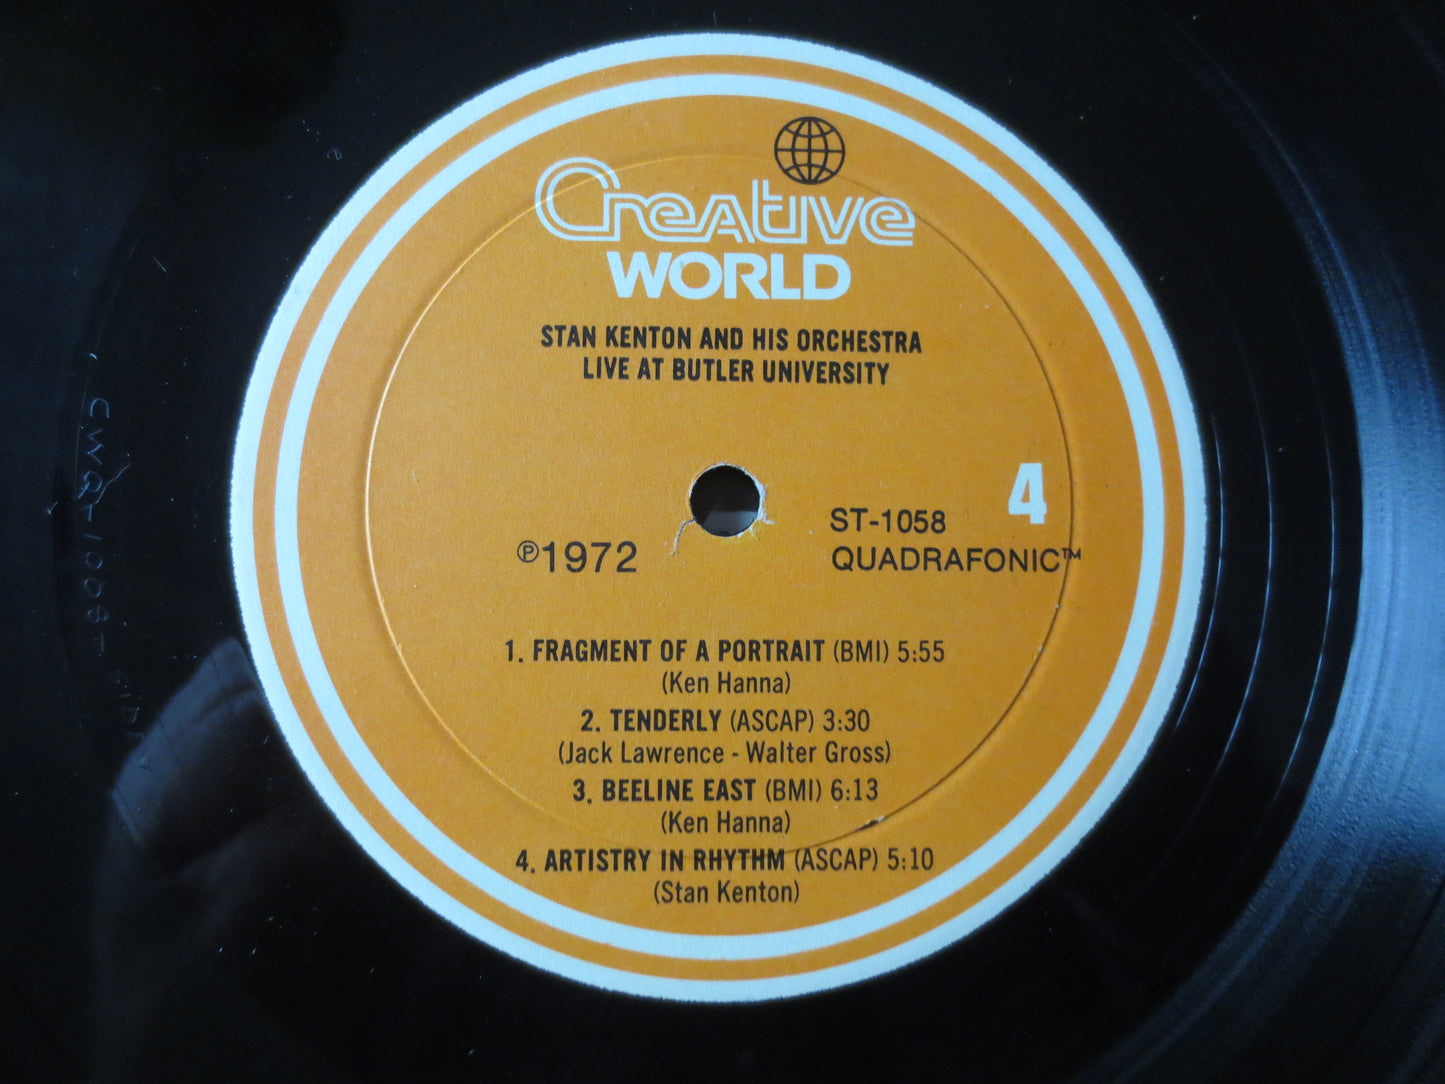 Creative
WORLD
STAN KENTON AND HIS ORCHESTRA
LIVE AT BUTLER UNIVERSITY
4
ST-1058
℗1972
QUADRAFONIC™
1. FRAGMENT OF A PORTRAIT (BMI) 5:55
(Ken Hanna)
2. TENDERLY (ASCAP) 3:30
(Jack Lawrence - Walter Gross)
3. BEELINE EAST (BMI) 6:13
(Ken Hanna)
4. ARTISTRY IN RHYTHM (ASCAP) 5:10
(Stan Kenton)